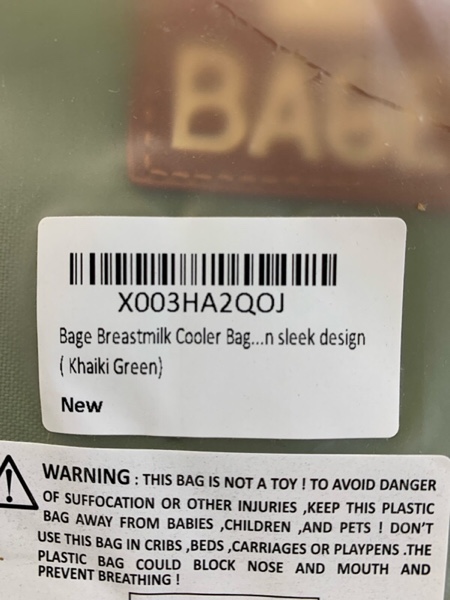 BAGE
X003HA2QOJ
Bage Breastmilk Cooler Bag...n sleek design
( Khaiki Green)
New
WARNING : THIS BAG IS NOT A TOY ! TO AVOID DANGER
OF SUFFOCATION OR OTHER INJURIES ,KEEP THIS PLASTIC
BAG AWAY FROM BABIES ,CHILDREN ,AND PETS ! DON'T
USE THIS BAG IN CRIBS ,BEDS ,CARRIAGES OR PLAYPENS .THE
PLASTIC BAG COULD BLOCK NOSE AND MOUTH AND
PREVENT BREATHING !